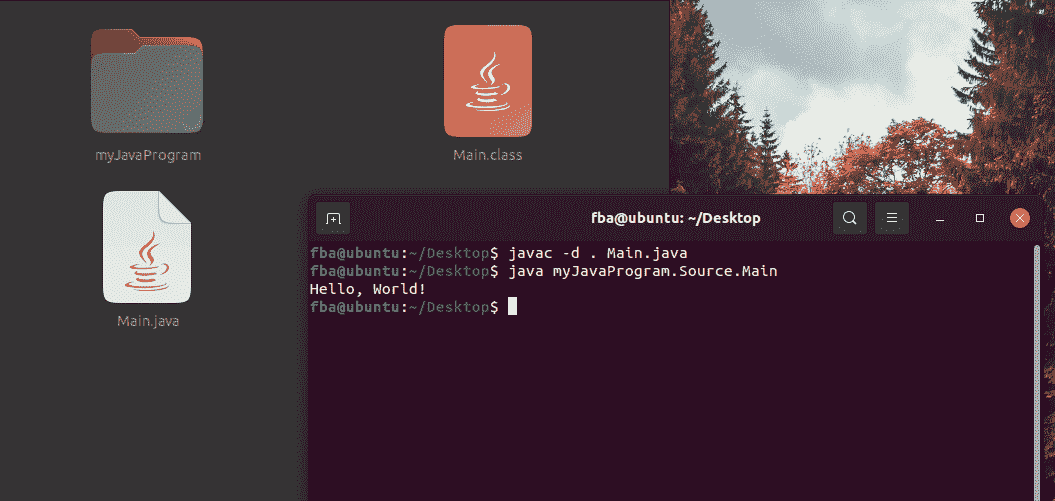 myJavaProgram
Main.class
Main.java
fba@ubuntu: ~/Desktop
fba@ubuntu:~/Desktop$ javac -d . Main.java
fba@ubuntu:~/Desktop$ java myJavaProgram.Source.Main
Hello, World!
fba@ubuntu:~/Desktop$